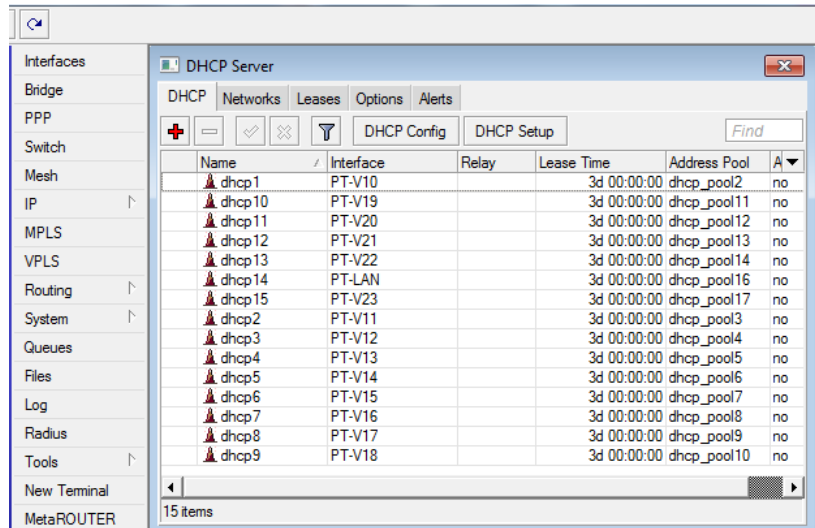 Interfaces
Bridge
PPP
Switch
Mesh
IP
MPLS
VPLS
Routing
System
Queues
Files
Log
Radius
Tools
New Terminal
MetaROUTER
DHCP Server
DHCP Networks Leases Options Alerts
DHCP Config DHCP Setup Find
Name Interface Relay Lease Time Address Pool A
dhcp1 PT-V10 3d 00:00:00 dhcp_pool2 no
dhcp10 PT-V19 3d 00:00:00 dhcp_pool11 no
dhcp11 PT-V20 3d 00:00:00 dhcp_pool12 no
dhcp12 PT-V21 3d 00:00:00 dhcp_pool13 no
dhcp13 PT-V22 3d 00:00:00 dhcp_pool14 no
dhcp14 PT-LAN 3d 00:00:00 dhcp_pool16 no
dhcp15 PT-V23 3d 00:00:00 dhcp_pool17 no
dhcp2 PT-V11 3d 00:00:00 dhcp_pool3 no
dhcp3 PT-V12 3d 00:00:00 dhcp_pool4 no
dhcp4 PT-V13 3d 00:00:00 dhcp_pool5 no
dhcp5 PT-V14 3d 00:00:00 dhcp_pool6 no
dhcp6 PT-V15 3d 00:00:00 dhcp_pool7 no
dhcp7 PT-V16 3d 00:00:00 dhcp_pool8 no
dhcp8 PT-V17 3d 00:00:00 dhcp_pool9 no
dhcp9 PT-V18 3d 00:00:00 dhcp_pool10 no
15 items